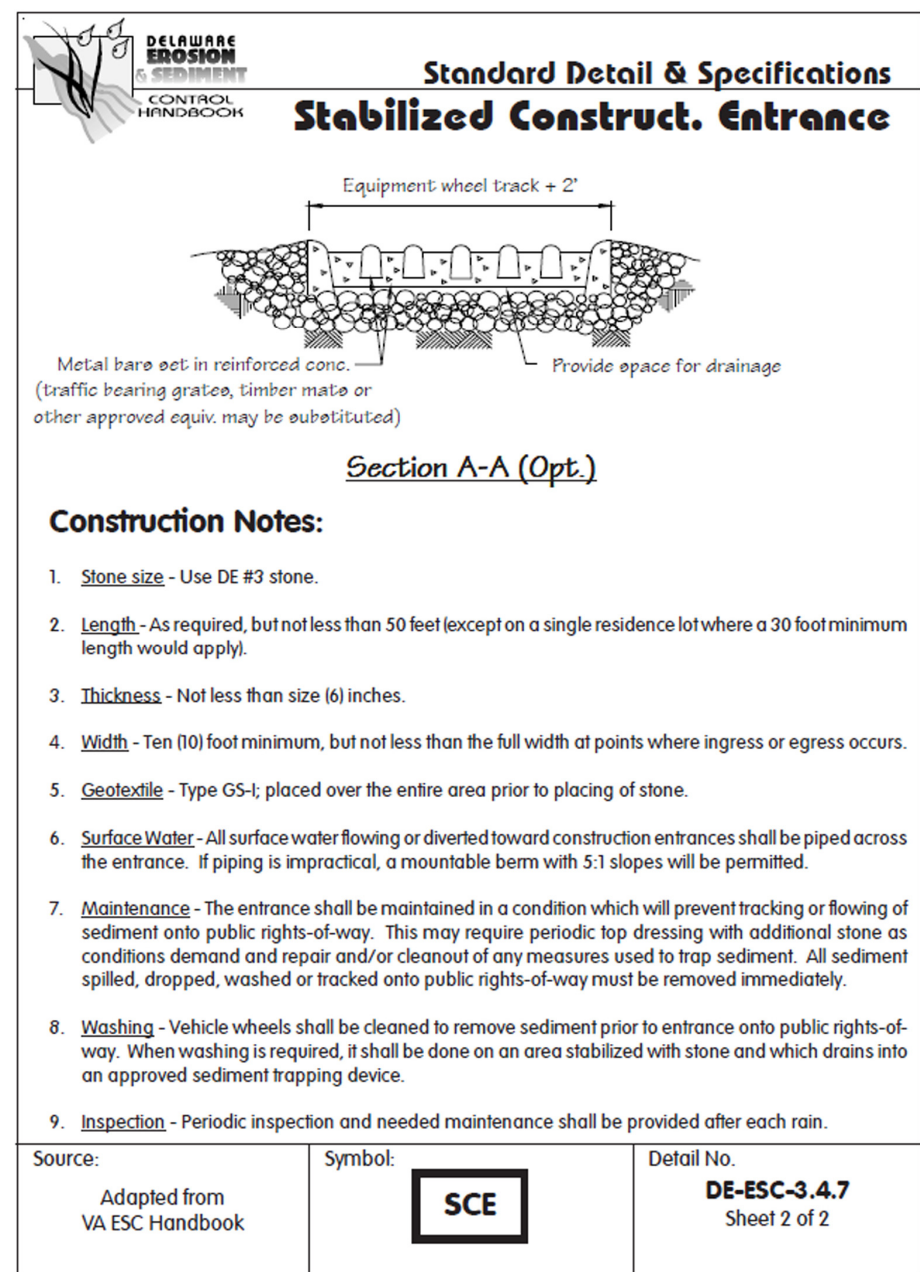 DELAWARE
EROSION
& SEDIMENT
CONTROL
HANDBOOK
Standard Detail & Specifications
Stabilized Construct. Entrance
Equipment wheel track + 2'
Metal bars set in reinforced conc.
(traffic bearing grates, timber mats or
other approved equiv. may be substituted)
Provide space for drainage
Section A-A (Opt.)
Construction Notes:
1. Stone size - Use DE #3 stone.
2. Length - As required, but not less than 50 feet (except on a single residence lot where a 30 foot minimum
length would apply).
3. Thickness - Not less than size (6) inches.
4. Width - Ten (10) foot minimum, but not less than the full width at points where ingress or egress occurs.
5. Geotextile - Type GS-I; placed over the entire area prior to placing of stone.
6. Surface Water - All surface water flowing or diverted toward construction entrances shall be piped across
the entrance. If piping is impractical, a mountable berm with 5:1 slopes will be permitted.
7. Maintenance - The entrance shall be maintained in a condition which will prevent tracking or flowing of
sediment onto public rights-of-way. This may require periodic top dressing with additional stone as
conditions demand and repair and/or cleanout of any measures used to trap sediment. All sediment
spilled, dropped, washed or tracked onto public rights-of-way must be removed immediately.
8. Washing - Vehicle wheels shall be cleaned to remove sediment prior to entrance onto public rights-of-
way. When washing is required, it shall be done on an area stabilized with stone and which drains into
an approved sediment trapping device.
9. Inspection - Periodic inspection and needed maintenance shall be provided after each rain.
Source:
Adapted from
VA ESC Handbook
Symbol:
SCE
Detail No.
DE-ESC-3.4.7
Sheet 2 of 2